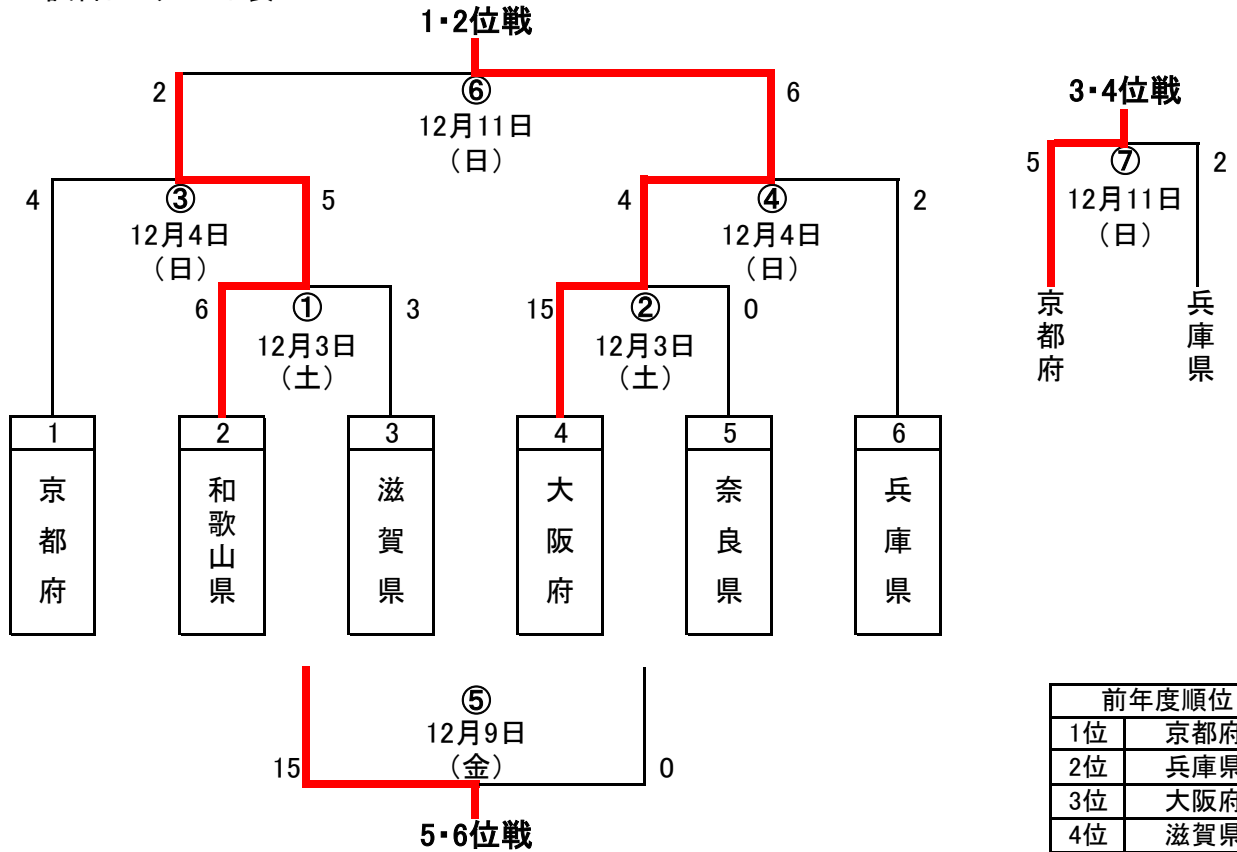 1・2位戦
2
⑥
6
12月11日
（日）
4
③
5
12月4日
（日）
4
④
2
12月4日
（日）
6
①
3
12月3日
（土）
15
②
0
12月3日
（土）
1
京都府
2
和歌山県
3
滋賀県
4
大阪府
5
奈良県
6
兵庫県
3・4位戦
5
⑦
2
12月11日
（日）
京都府
兵庫県
⑤
12月9日
（金）
15
0
5・6位戦
前年度順位
1位 京都府
2位 兵庫県
3位 大阪府
4位 滋賀県